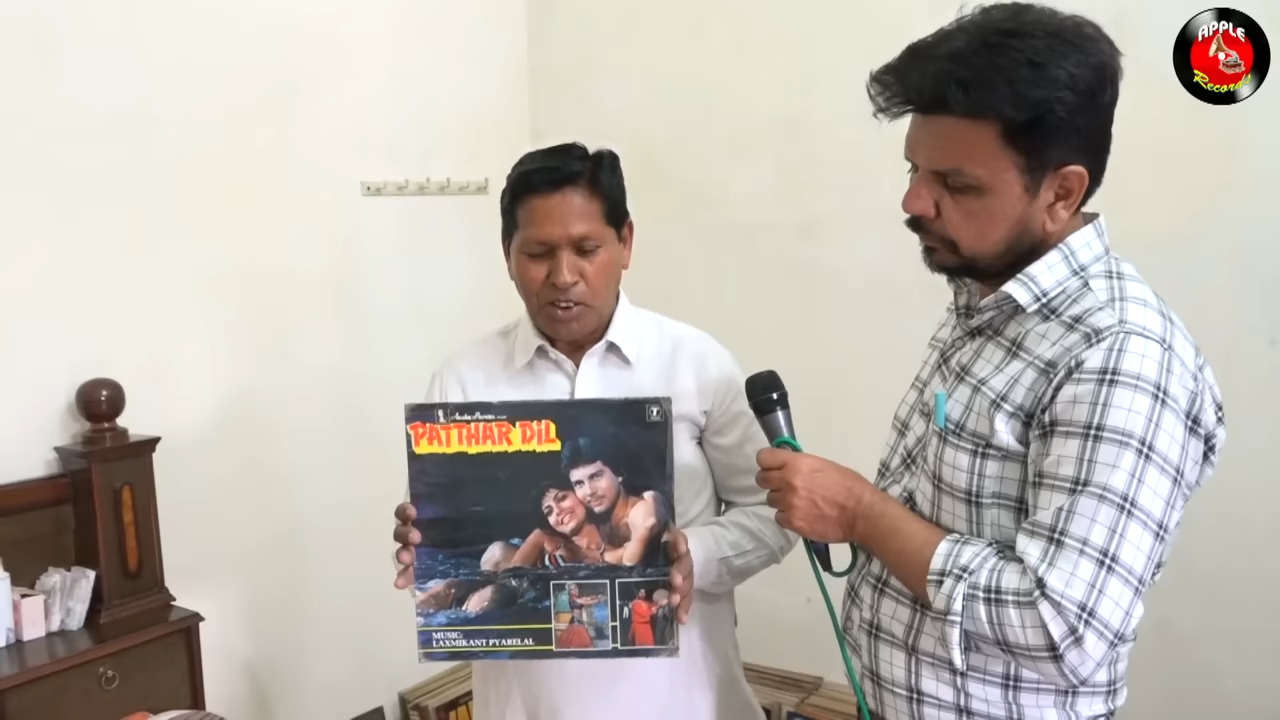 APPLE
Records
PATTHAR DIL
MUSIC:
LAXMIKANT PYARELAL